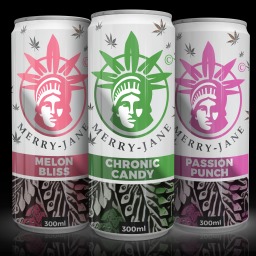 MERRY-JANE
MELON
BLISS
300ml
©
MERRY-JANE
CHRONIC
CANDY
300ml
©
MERRY-JANE
PASSION
PUNCH
300ml